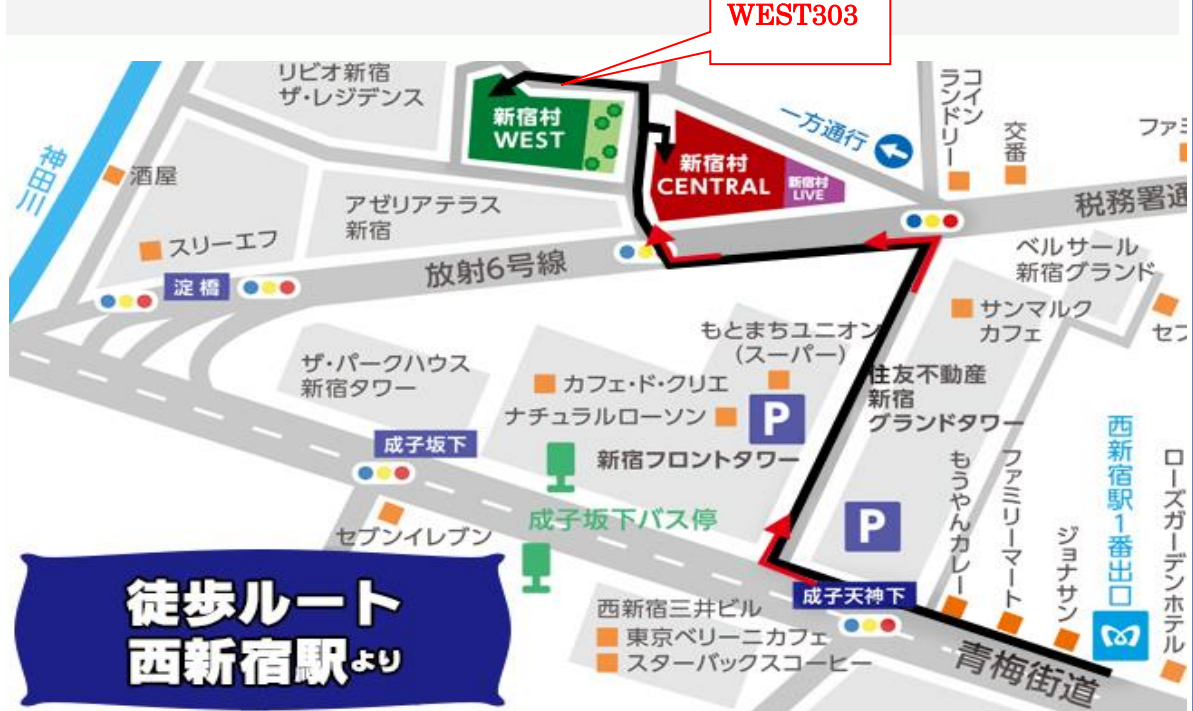 WEST303
リビオ新宿
ザ・レジデンス
新宿村
WEST
コイン
ランドリー
交番
ファミ
一方通行
新宿村
CENTRAL
新宿村
LIVE
税務署通
神田川
酒屋
アゼリアテラス
新宿
スリーエフ
淀橋
放射6号線
ベルサール
新宿グランド
サンマルク
カフェ
セブ
もとまちユニオン
(スーパー)
ザ・パークハウス
新宿タワー
カフェ・ド・クリエ
ナチュラルローソン
P
住友不動産
新宿
グランドタワー
成子坂下
新宿フロントタワー
西新宿駅1番出口
ローズガーデンホテル
もうやんカレー
ファミリーマート
ジョナサン
P
成子坂下バス停
セブンイレブン
成子天神下
西新宿三井ビル
東京ベリーニカフェ
スターバックスコーヒー
青梅街道
徒歩ルート
西新宿駅より